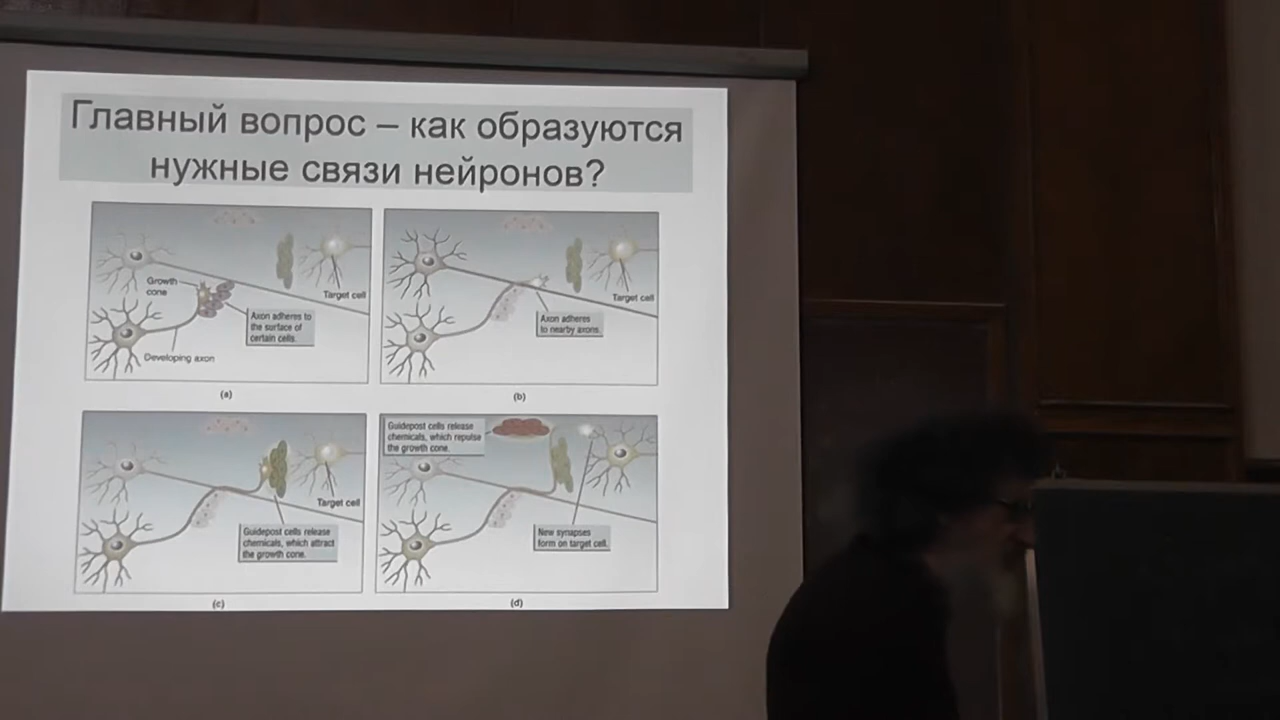 Главный вопрос – как образуются
нужные связи нейронов?
Growth
cone
Target cell
Axon adheres to
the surface of
certain cells.
Developing axon
(a)
Target cell
Axon adheres
to nearby axons.
(b)
Target cell
Guidepost cells release
chemicals, which attract
the growth cone.
(c)
Guidepost cells release
chemicals, which repulse
the growth cone.
New synapses
form on target cell.
(d)